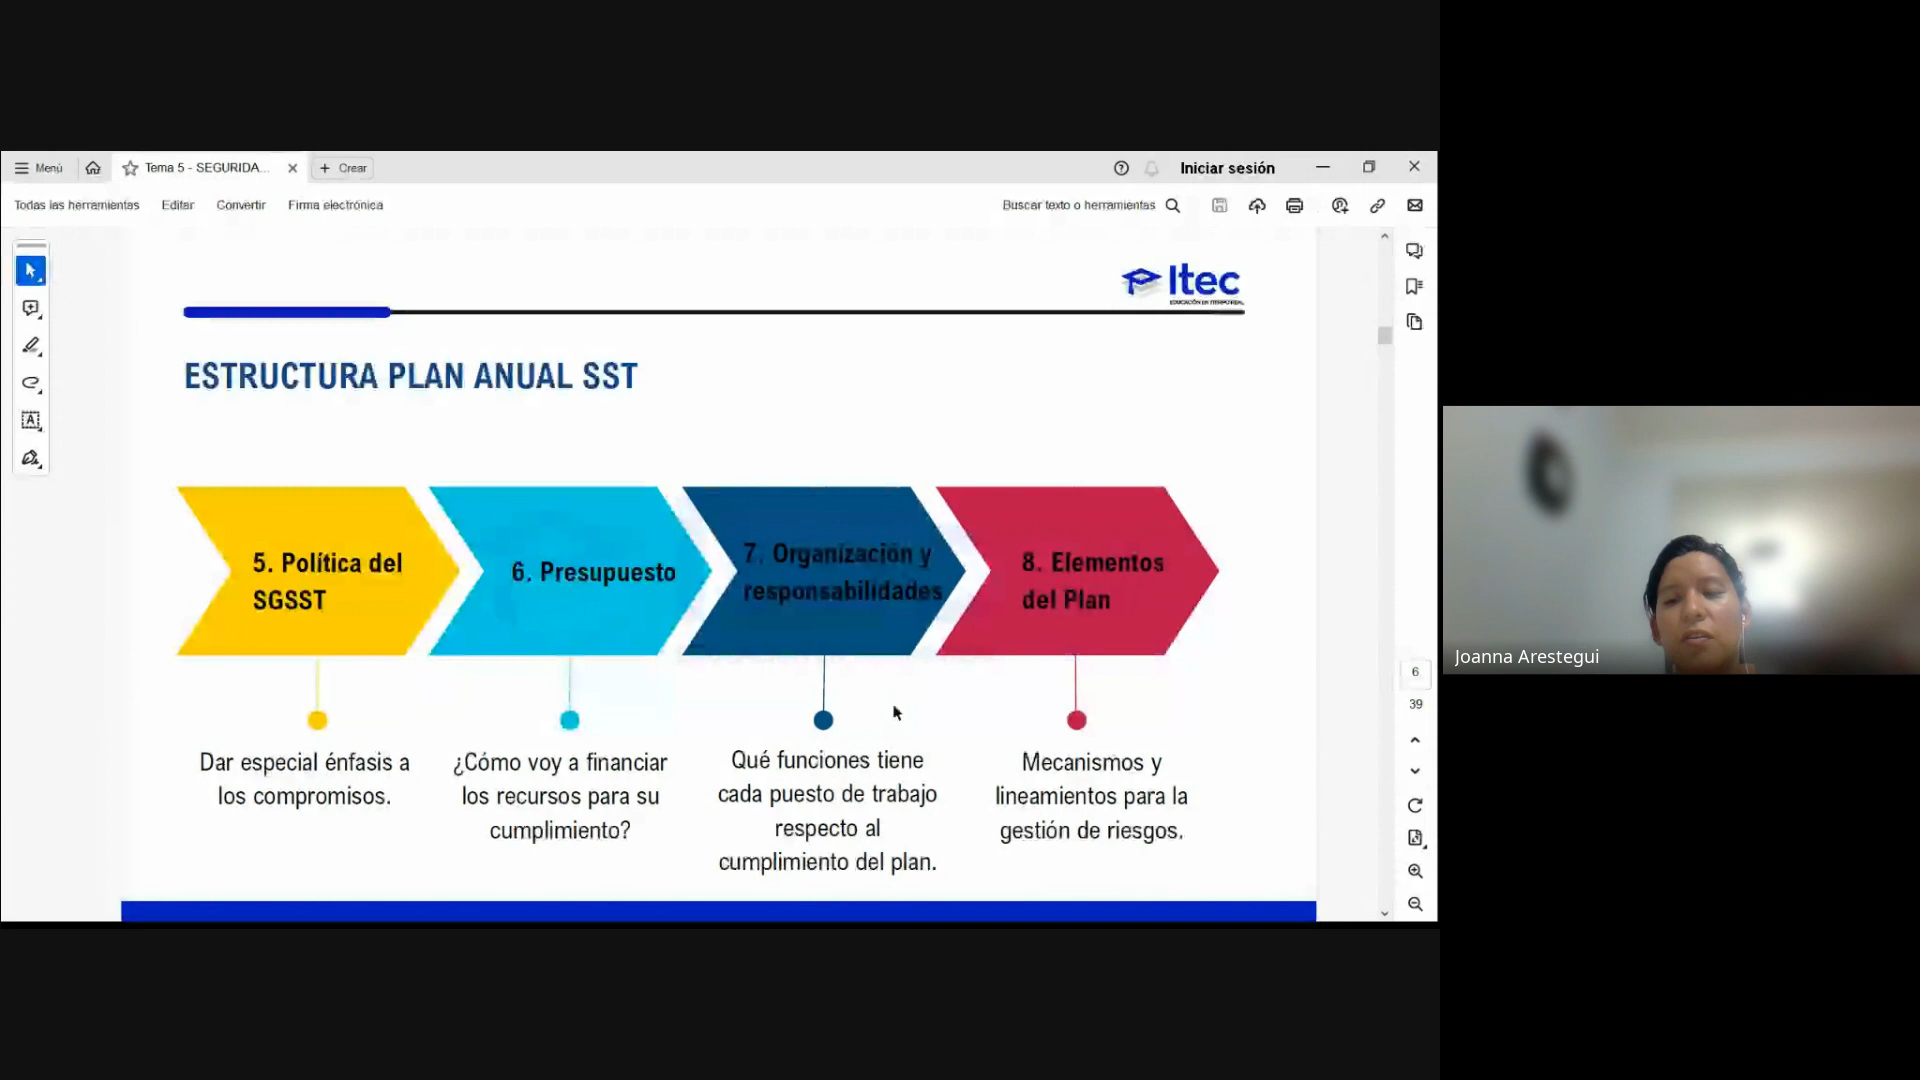 Menú
Tema 5 - SEGURIDA...
Crear
Iniciar sesión
Todas las herramientas
Editar
Convertir
Firma electrónica
Buscar texto o herramientas
Itec
ESTRUCTURA PLAN ANUAL SST
5. Política del
SGSST
6. Presupuesto
7. Organización y
responsabilidades
8. Elementos
del Plan
Dar especial énfasis a
los compromisos.
¿Cómo voy a financiar
los recursos para su
cumplimiento?
Qué funciones tiene
cada puesto de trabajo
respecto al
cumplimiento del plan.
Mecanismos y
lineamientos para la
gestión de riesgos.
6
39
Joanna Arestegui